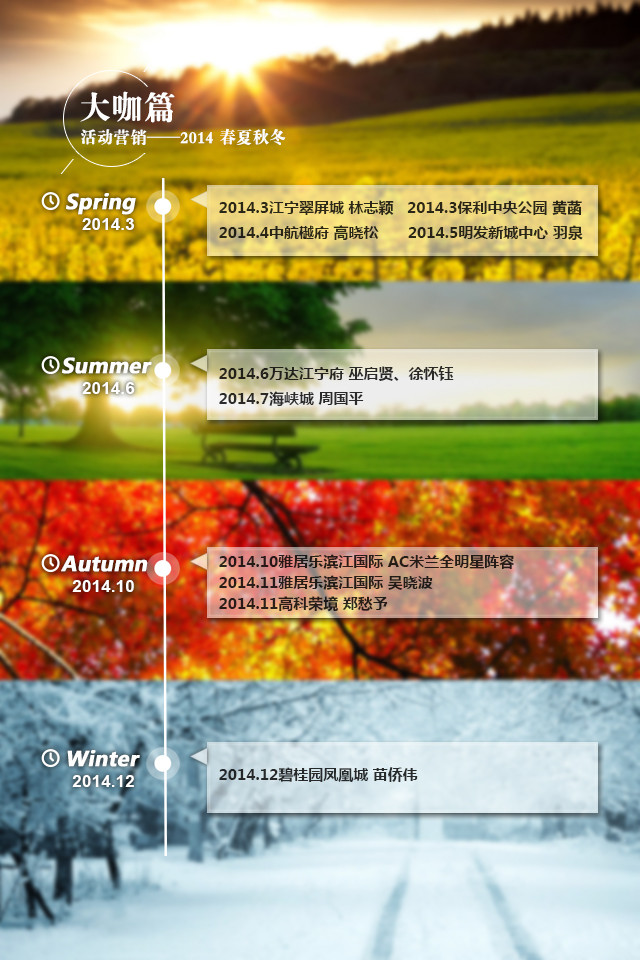 大咖篇
活动营销——2014 春夏秋冬
Spring
2014.3
2014.3江宁翠屏城 林志颖 2014.3保利中央公园 黄菡
2014.4中航樾府 高晓松 2014.5明发新城中心 羽泉
Summer
2014.6
2014.6万达江宁府 巫启贤、徐怀钰
2014.7海峡城 周国平
Autumn
2014.10
2014.10雅居乐滨江国际 AC米兰全明星阵容
2014.11雅居乐滨江国际 吴晓波
2014.11高科荣境 郑愁予
Winter
2014.12
2014.12碧桂园凤凰城 苗侨伟